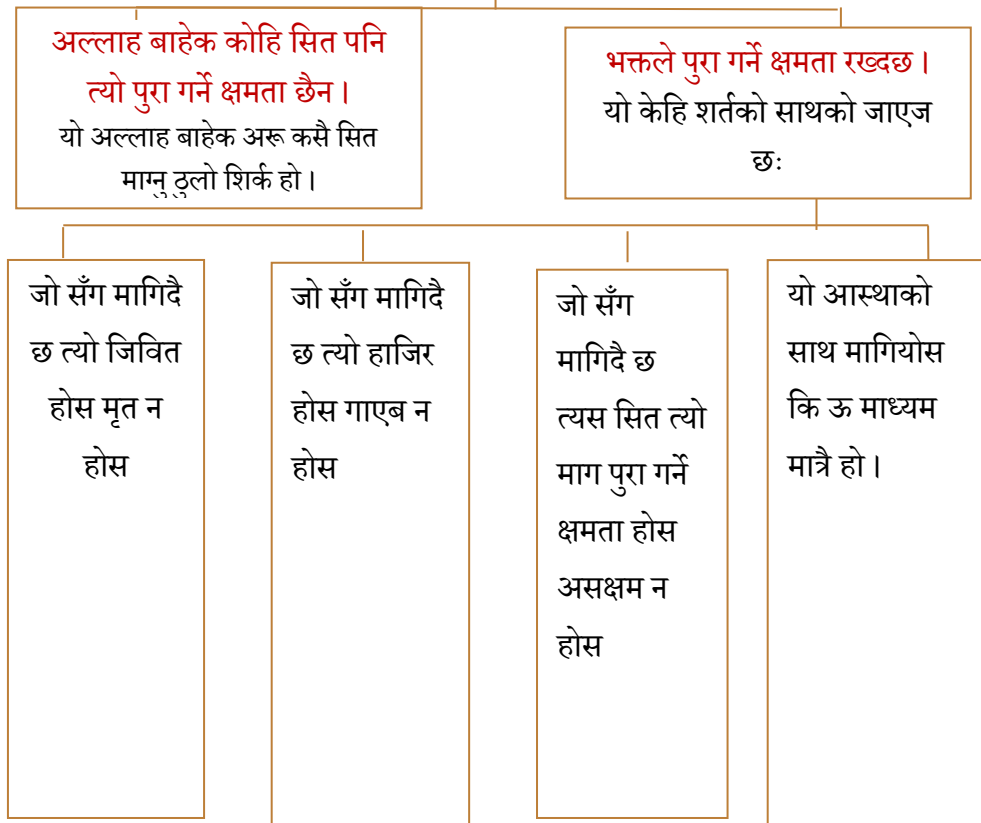 अल्लाह बाहेक कोहि सित पनि
त्यो पुरा गर्ने क्षमता छैन ।
यो अल्लाह बाहेक अरू कसै सित
माग्नु ठुलो शिर्क हो ।
भक्तले पुरा गर्ने क्षमता रख्दछ ।
यो केहि शर्तको साथको जाएज
छः
जो सँग मागिदै
छ त्यो जिवित
होस मृत न
होस
जो सँग मागिदै
छ त्यो हाजिर
होस गाएब न
होस
जो सँग
मागिदै छ
त्यस सित त्यो
माग पुरा गर्ने
क्षमता होस
असक्षम न
होस
यो आस्थाको
साथ मागियोस
कि ऊ माध्यम
मात्रै हो ।